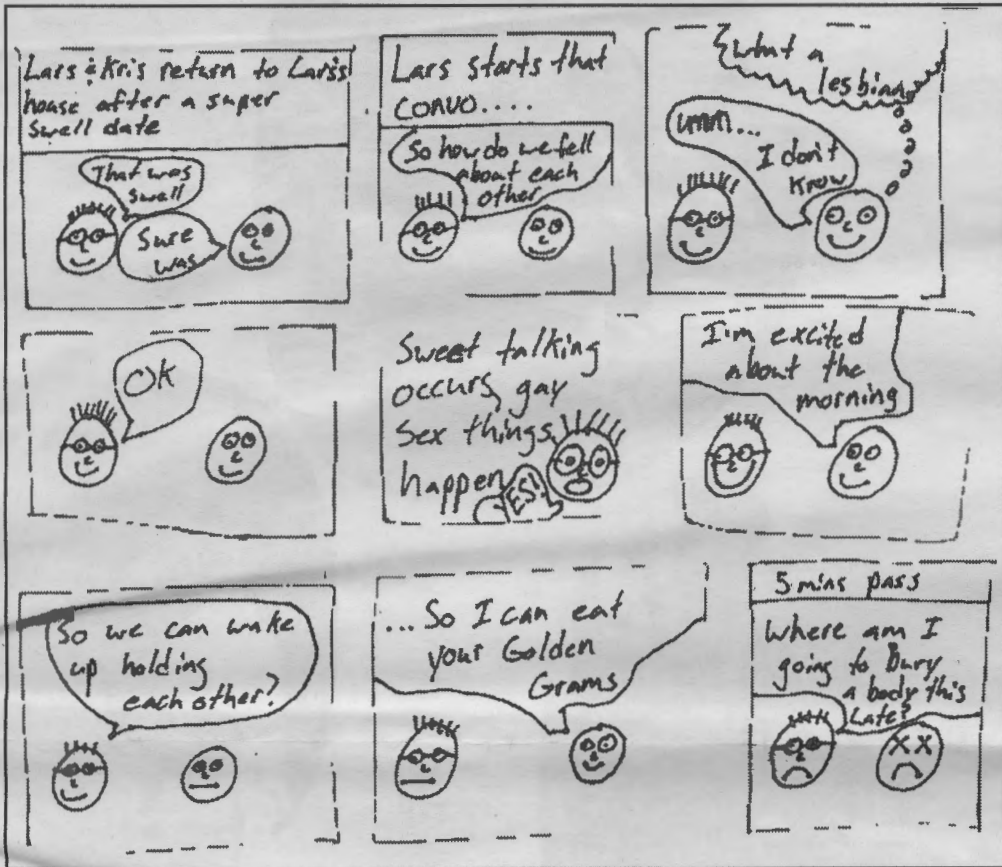 Lars & Kris return to Lars's
house after a super
swell date
That was
swell
Sure
was
Lars starts that
convo....
So how do we fell
about each
other
what a
lesbian
umm...
I don't
know
OK
Sweet talking
occurs, gay
sex things
happen
YES!
I'm excited
about the
morning
So we can wake
up holding
each other?
... So I can eat
your Golden
Grams
5 mins pass
Where am I
going to Bury
a body this
Late?